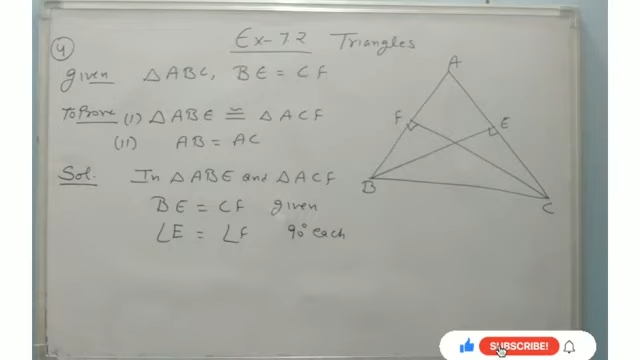 4
Ex-7.2 Triangles
given △ABC, BE = CF
To Prove (i) △ABE ≅ △ACF
(ii) AB = AC
Sol. In △ABE and △ACF
BE = CF given
∠E = ∠F 90° each
A
F
E
B
C
SUBSCRIBE!